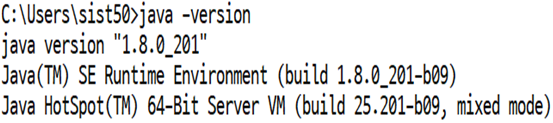 C:\Users\sist50>java -version
java version "1.8.0_201"
Java(TM) SE Runtime Environment (build 1.8.0_201-b09)
Java HotSpot(TM) 64-Bit Server VM (build 25.201-b09, mixed mode)